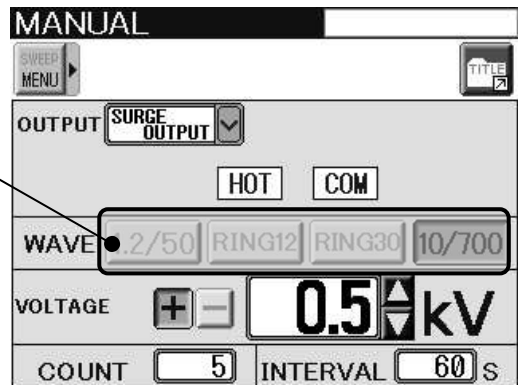 MANUAL
SWEEP
MENU
TITLE
OUTPUT SURGE
OUTPUT
HOT COM
WAVE 1.2/50 RING12 RING30 10/700
VOLTAGE + - 0.5 kV
COUNT 5 INTERVAL 60 S